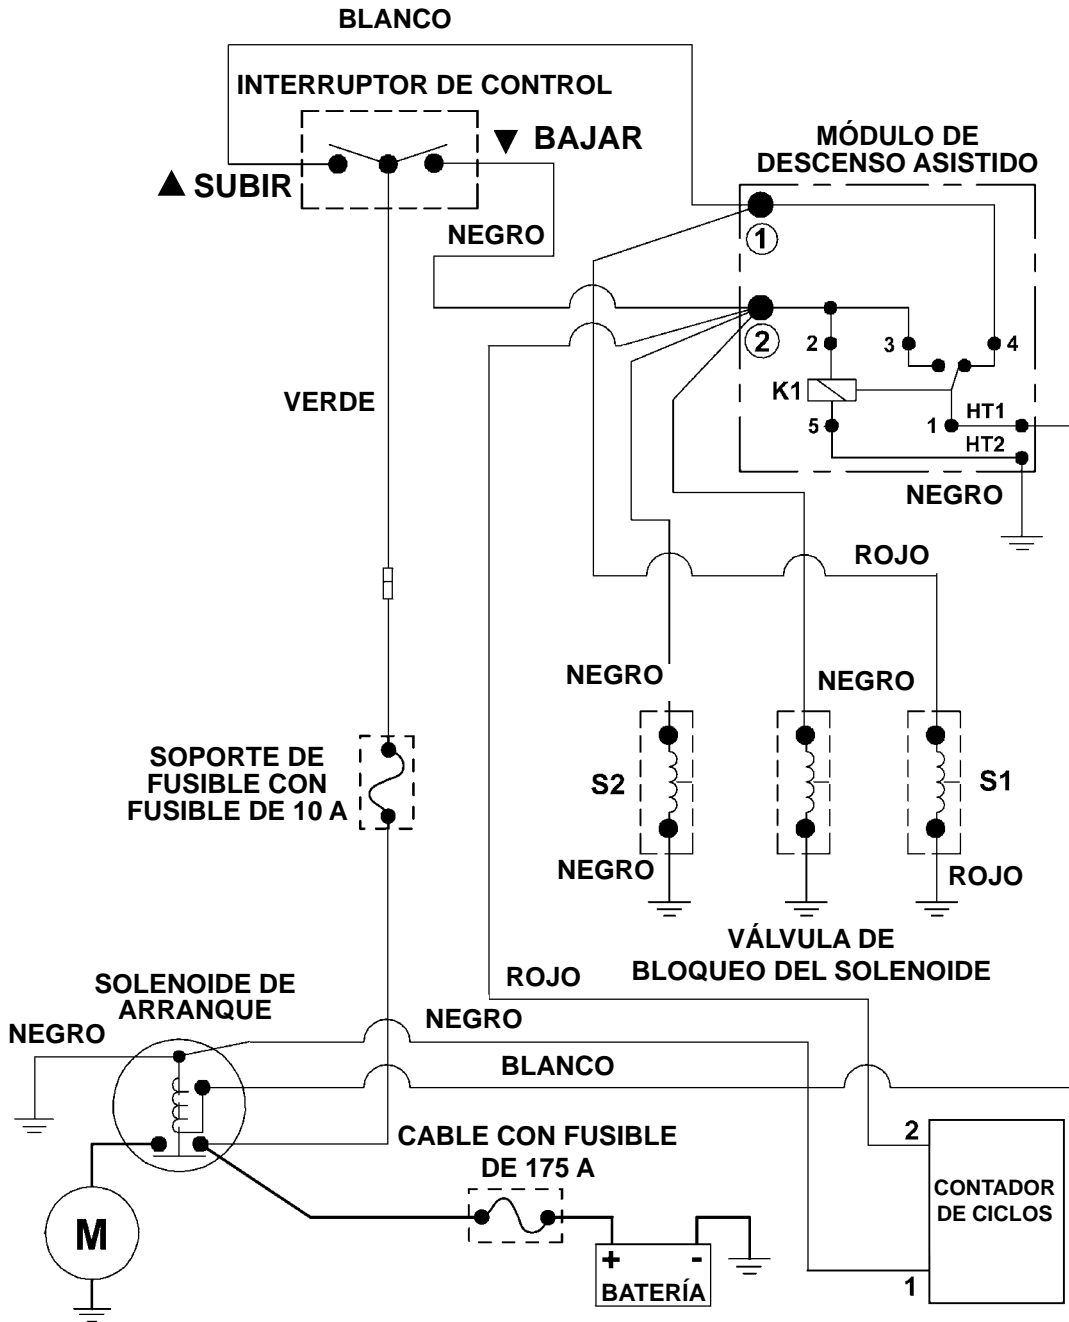 BLANCO
INTERRUPTOR DE CONTROL
▼ BAJAR
▲ SUBIR
MÓDULO DE
DESCENSO ASISTIDO
NEGRO
1
2
2
3
4
K1
5
1
HT1
HT2
NEGRO
VERDE
ROJO
NEGRO
NEGRO
SOPORTE DE
FUSIBLE CON
FUSIBLE DE 10 A
S2
S1
NEGRO
ROJO
VÁLVULA DE
BLOQUEO DEL SOLENOIDE
SOLENOIDE DE
ARRANQUE
ROJO
NEGRO
NEGRO
BLANCO
CABLE CON FUSIBLE
DE 175 A
2
CONTADOR
DE CICLOS
1
M
+ -
BATERÍA